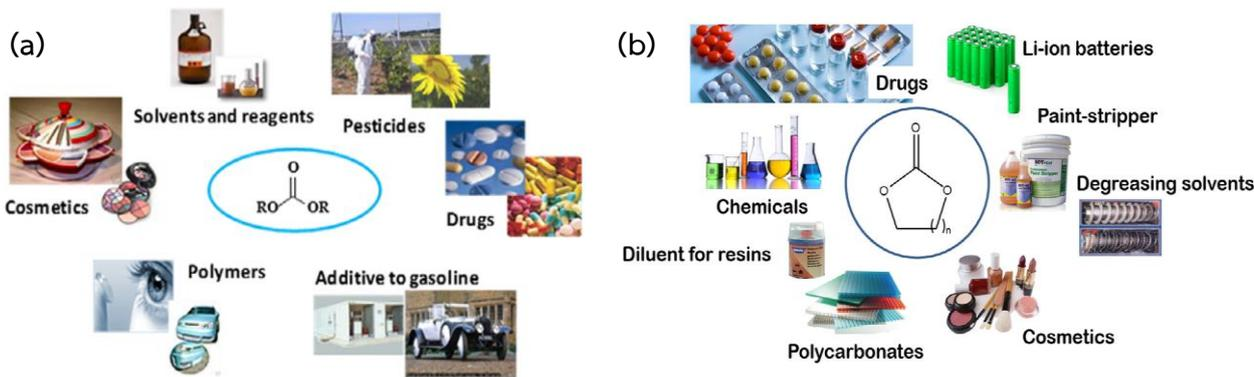 (a)
Solvents and reagents
Pesticides
Cosmetics
O
RO OR
Drugs
Polymers
Additive to gasoline
(b)
Drugs
Li-ion batteries
Paint-stripper
Chemicals
O
O O
n
Degreasing solvents
Diluent for resins
Polycarbonates
Cosmetics